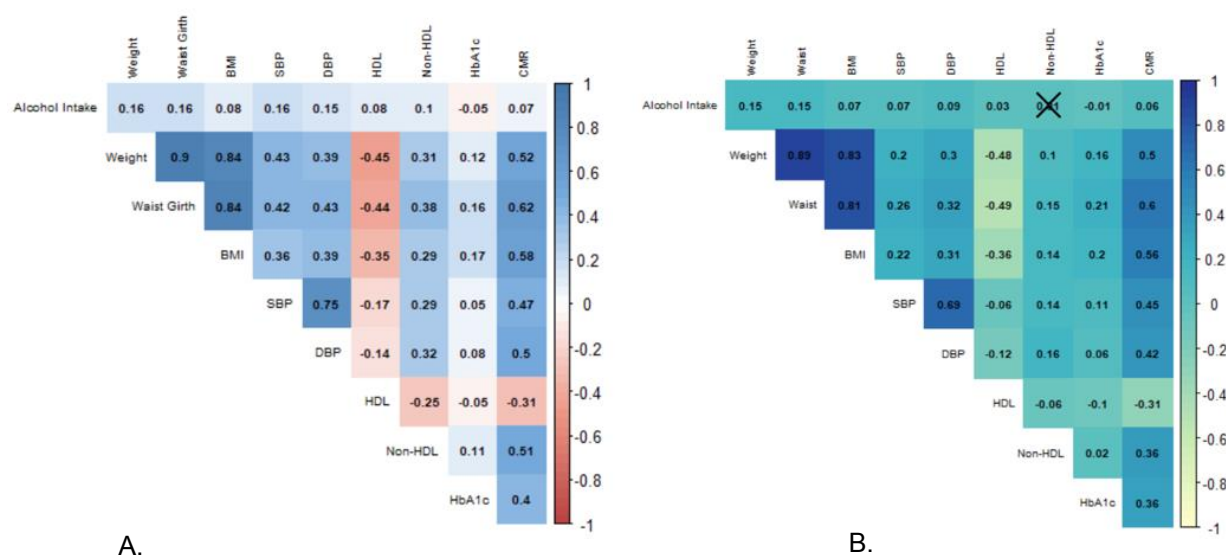 Weight Waist Girth BMI SBP DBP HDL Non-HDL HbA1c CMR
Alcohol Intake 0.16 0.16 0.08 0.16 0.15 0.08 0.1 -0.05 0.07
Weight 0.9 0.84 0.43 0.39 -0.45 0.31 0.12 0.52
Waist Girth 0.84 0.42 0.43 -0.44 0.38 0.16 0.62
BMI 0.36 0.39 -0.35 0.29 0.17 0.58
SBP 0.75 -0.17 0.29 0.05 0.47
DBP -0.14 0.32 0.08 0.5
HDL -0.25 -0.05 -0.31
Non-HDL 0.11 0.51
HbA1c 0.4
1
0.8
0.6
0.4
0.2
0
-0.2
-0.4
-0.6
-0.8
-1
A.
Weight Waist BMI SBP DBP HDL Non-HDL HbA1c CMR
Alcohol Intake 0.15 0.15 0.07 0.07 0.09 0.03 -0.01 0.06
Weight 0.89 0.83 0.2 0.3 -0.48 0.1 0.16 0.5
Waist 0.81 0.26 0.32 -0.49 0.15 0.21 0.6
BMI 0.22 0.31 -0.36 0.14 0.2 0.56
SBP 0.69 -0.06 0.14 0.11 0.45
DBP -0.12 0.16 0.06 0.42
HDL -0.06 -0.1 -0.31
Non-HDL 0.02 0.36
HbA1c 0.36
1
0.8
0.6
0.4
0.2
0
-0.2
-0.4
-0.6
-0.8
-1
B.